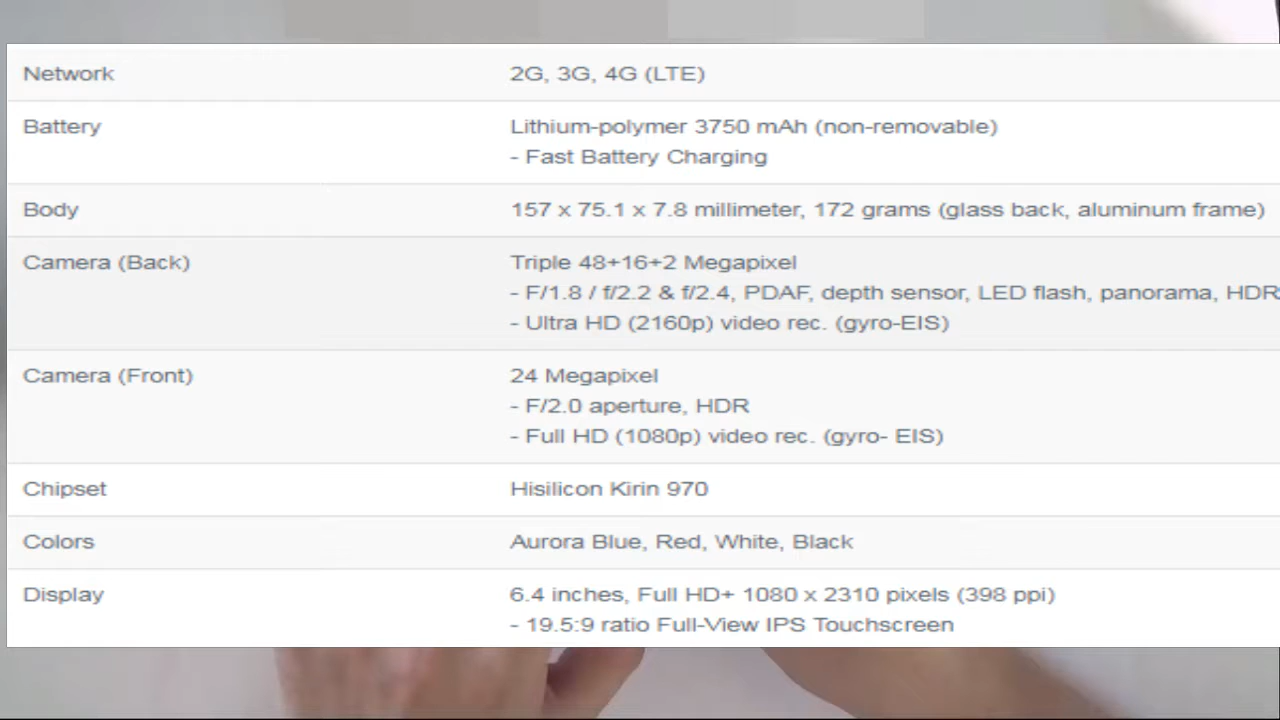 Network 2G, 3G, 4G (LTE)
Battery Lithium-polymer 3750 mAh (non-removable)
- Fast Battery Charging
Body 157 x 75.1 x 7.8 millimeter, 172 grams (glass back, aluminum frame)
Camera (Back) Triple 48+16+2 Megapixel
- F/1.8 / f/2.2 & f/2.4, PDAF, depth sensor, LED flash, panorama, HDR
- Ultra HD (2160p) video rec. (gyro-EIS)
Camera (Front) 24 Megapixel
- F/2.0 aperture, HDR
- Full HD (1080p) video rec. (gyro- EIS)
Chipset Hisilicon Kirin 970
Colors Aurora Blue, Red, White, Black
Display 6.4 inches, Full HD+ 1080 x 2310 pixels (398 ppi)
- 19.5:9 ratio Full-View IPS Touchscreen